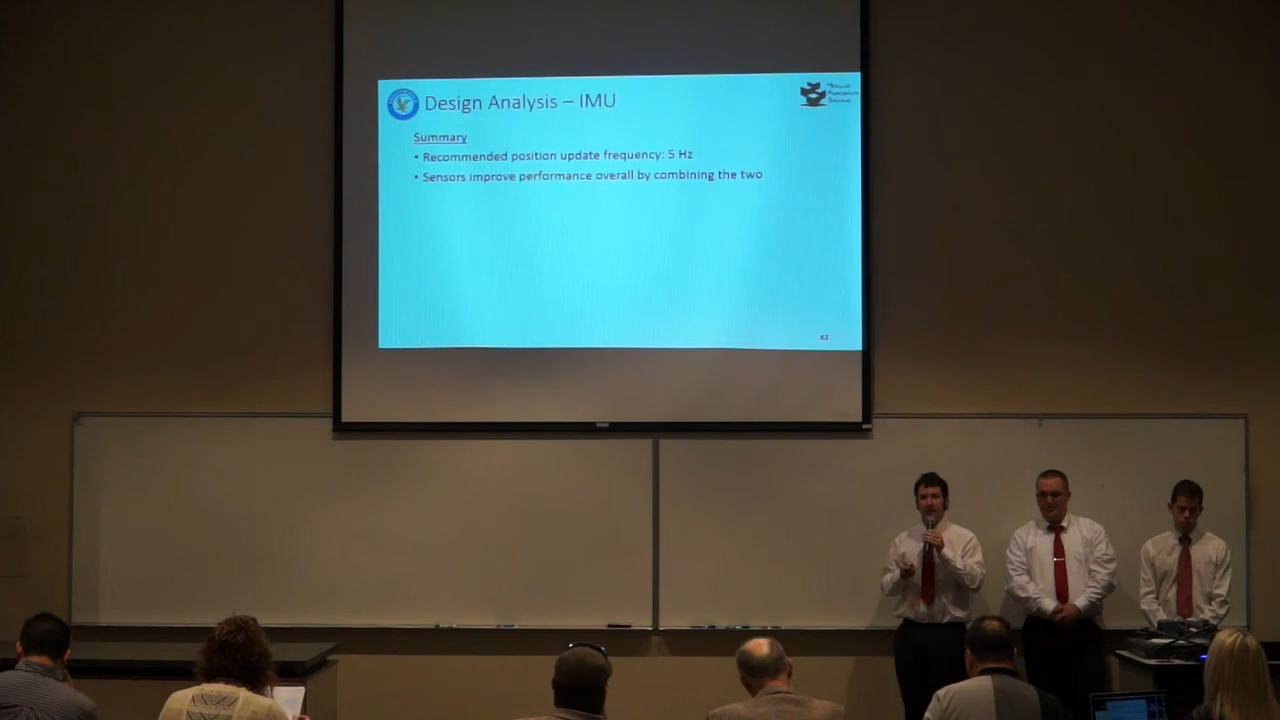 Design Analysis – IMU
Summary
• Recommended position update frequency: 5 Hz
• Sensors improve performance overall by combining the two